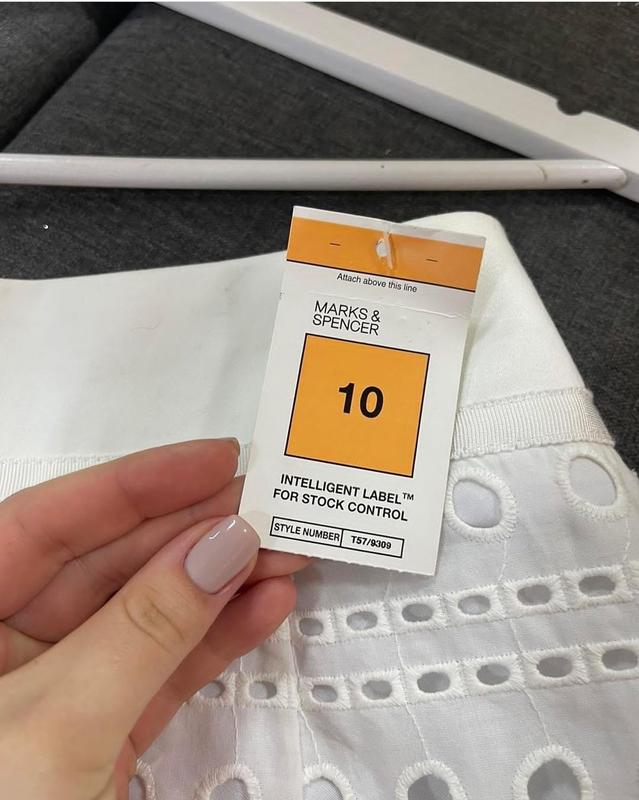 Attach above this line
MARKS &
SPENCER
10
INTELLIGENT LABEL™
FOR STOCK CONTROL
STYLE NUMBER T57/9309